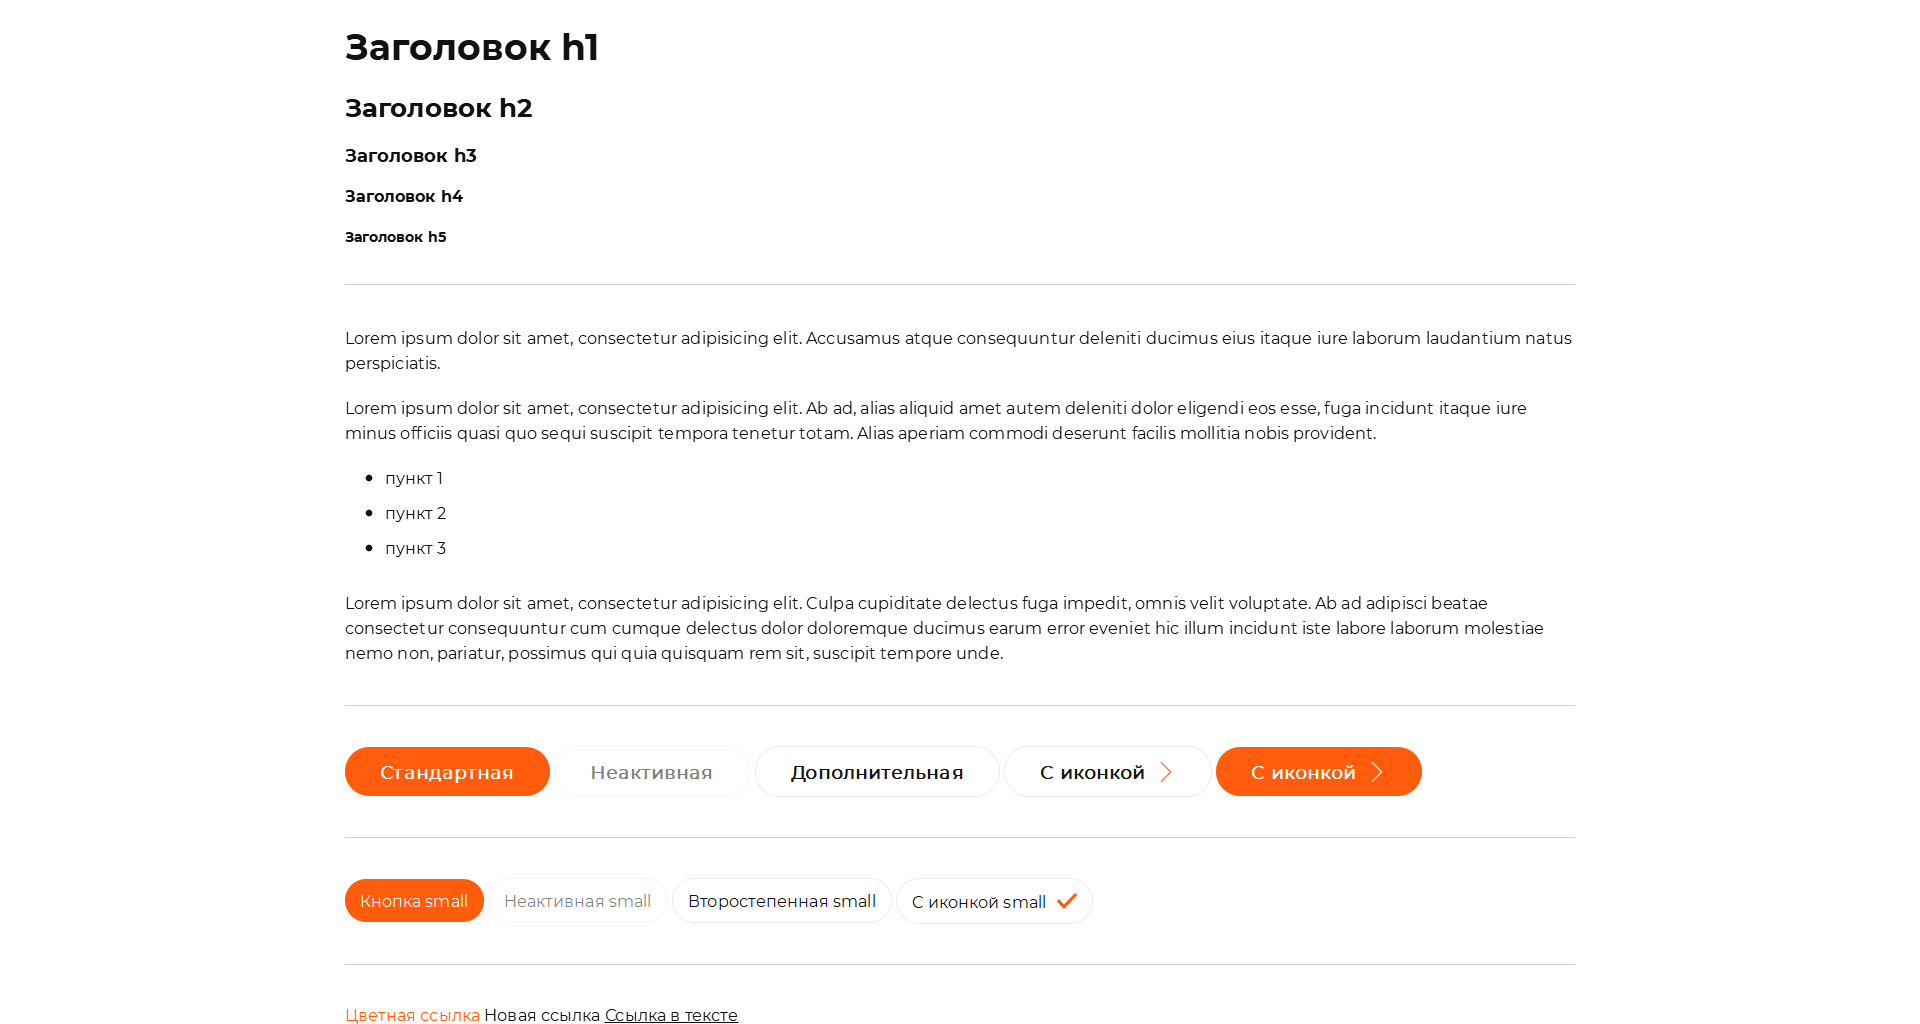 Заголовок h1
Заголовок h2
Заголовок h3
Заголовок h4
Заголовок h5
Lorem ipsum dolor sit amet, consectetur adipisicing elit. Accusamus atque consequuntur deleniti ducimus eius itaque iure laborum laudantium natus
perspiciatis.
Lorem ipsum dolor sit amet, consectetur adipisicing elit. Ab ad, alias aliquid amet autem deleniti dolor eligendi eos esse, fuga incidunt itaque iure
minus officiis quasi quo sequi suscipit tempora tenetur totam. Alias aperiam commodi deserunt facilis mollitia nobis provident.
• пункт 1
• пункт 2
• пункт 3
Lorem ipsum dolor sit amet, consectetur adipisicing elit. Culpa cupiditate delectus fuga impedit, omnis velit voluptate. Ab ad adipisci beatae
consectetur consequuntur cum cumque delectus dolor doloremque ducimus earum error eveniet hic illum incidunt iste labore laborum molestiae
nemo non, pariatur, possimus qui quia quisquam rem sit, suscipit tempore unde.
Стандартная Неактивная Дополнительная С иконкой С иконкой
Кнопка small Неактивная small Второстепенная small С иконкой small
Цветная ссылка Новая ссылка Ссылка в тексте